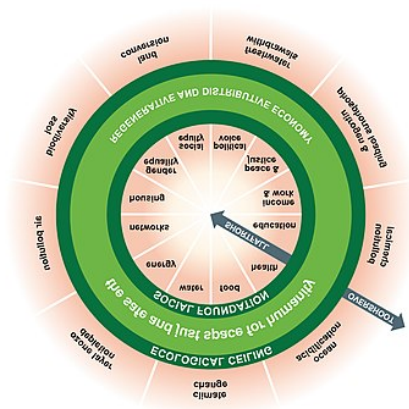 climate
change
ocean
acidification
chemical
pollution
nitrogen &
phosphorus loading
freshwater
withdrawals
land
conversion
biodiversity
loss
air pollution
ozone layer
depletion
ECOLOGICAL CEILING
the safe and just space for humanity
SOCIAL FOUNDATION
OVERSHOOT
SHORTFALL
water
food
health
education
income
& work
peace &
justice
political
voice
social
equity
gender
equality
housing
networks
energy
REGENERATIVE AND DISTRIBUTIVE ECONOMY